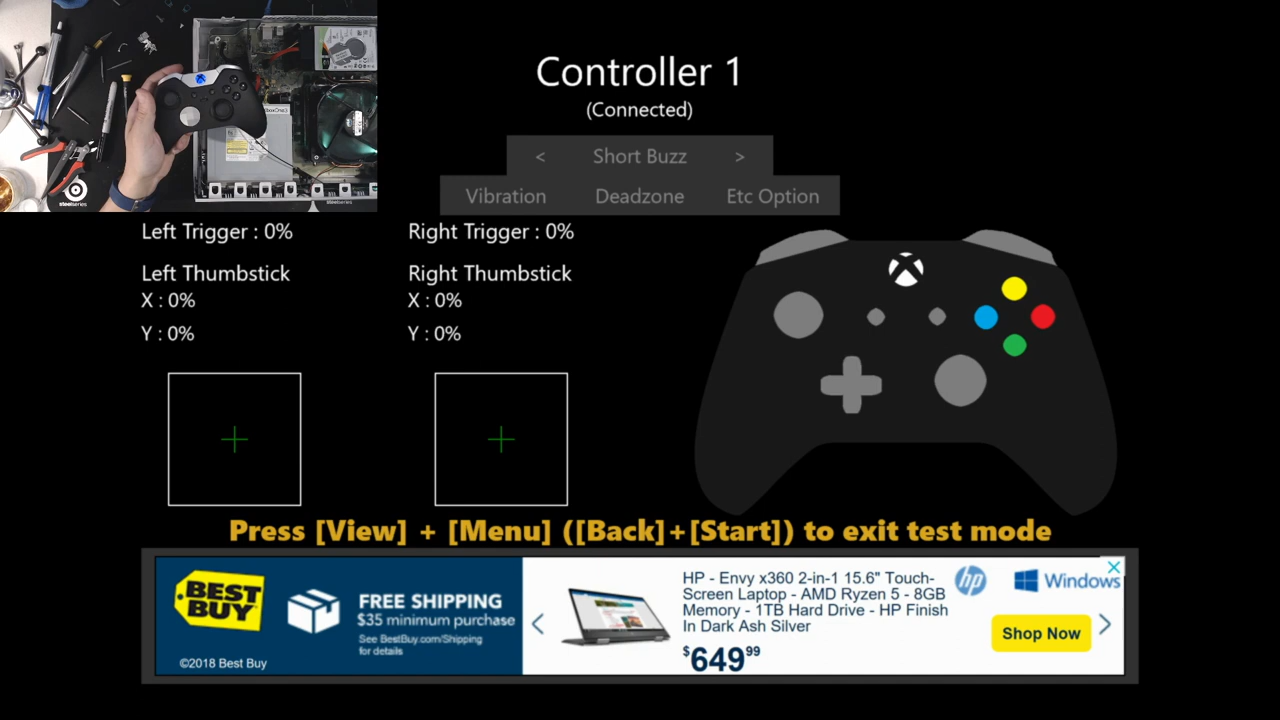 steelseries
steelseries
Controller 1
(Connected)
< Short Buzz >
Vibration Deadzone Etc Option
Left Trigger : 0% Right Trigger : 0%
Left Thumbstick Right Thumbstick
X : 0% X : 0%
Y : 0% Y : 0%
Press [View] + [Menu] ([Back]+[Start]) to exit test mode
BEST
BUY
©2018 Best Buy
FREE SHIPPING
$35 minimum purchase
See BestBuy.com/Shipping
for details
HP - Envy x360 2-in-1 15.6" Touch-
Screen Laptop - AMD Ryzen 5 - 8GB
Memory - 1TB Hard Drive - HP Finish
In Dark Ash Silver
$649 99
hp
Windows
Shop Now